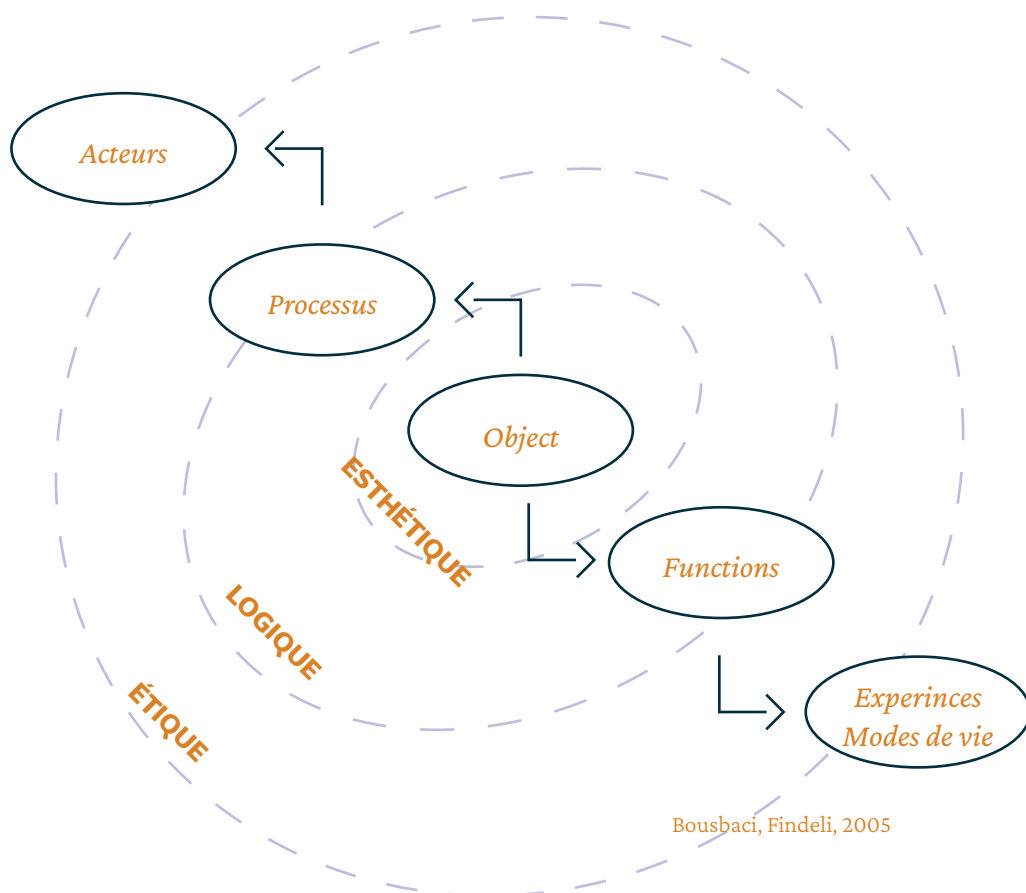 Acteurs
Processus
Object
ESTHÉTIQUE
Functions
LOGIQUE
ÉTIQUE
Experinces
Modes de vie
Bousbaci, Findeli, 2005